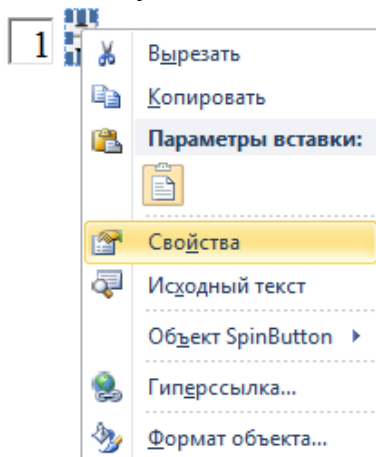 1
Вырезать
Копировать
Параметры вставки:
Свойства
Исходный текст
Объект SpinButton
Гиперссылка...
Формат объекта...